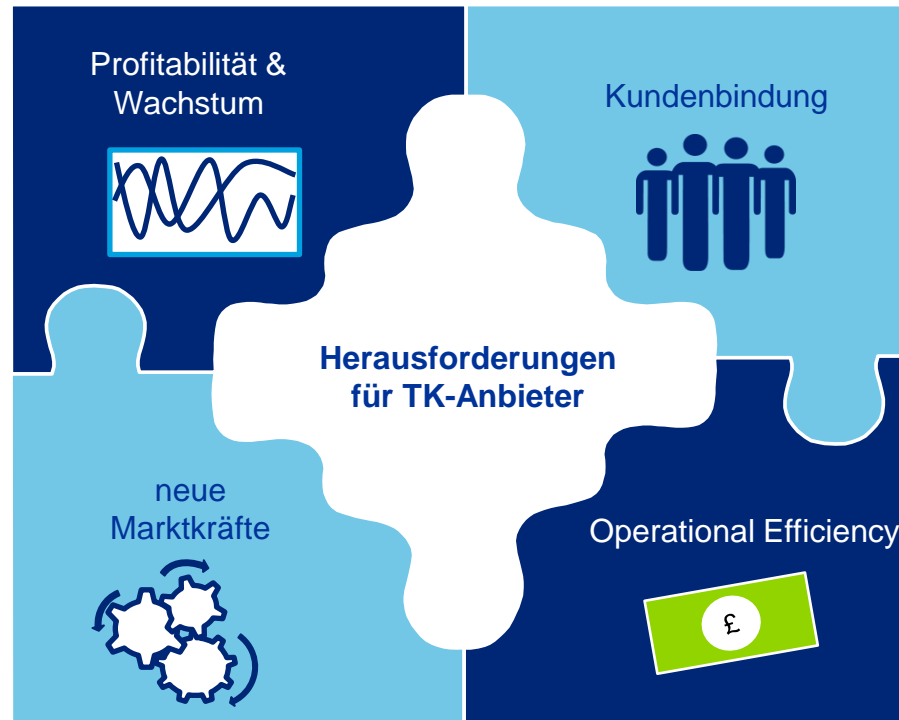 Profitabilität &
Wachstum
Kundenbindung
Herausforderungen
für TK-Anbieter
neue
Marktkräfte
Operational Efficiency
£